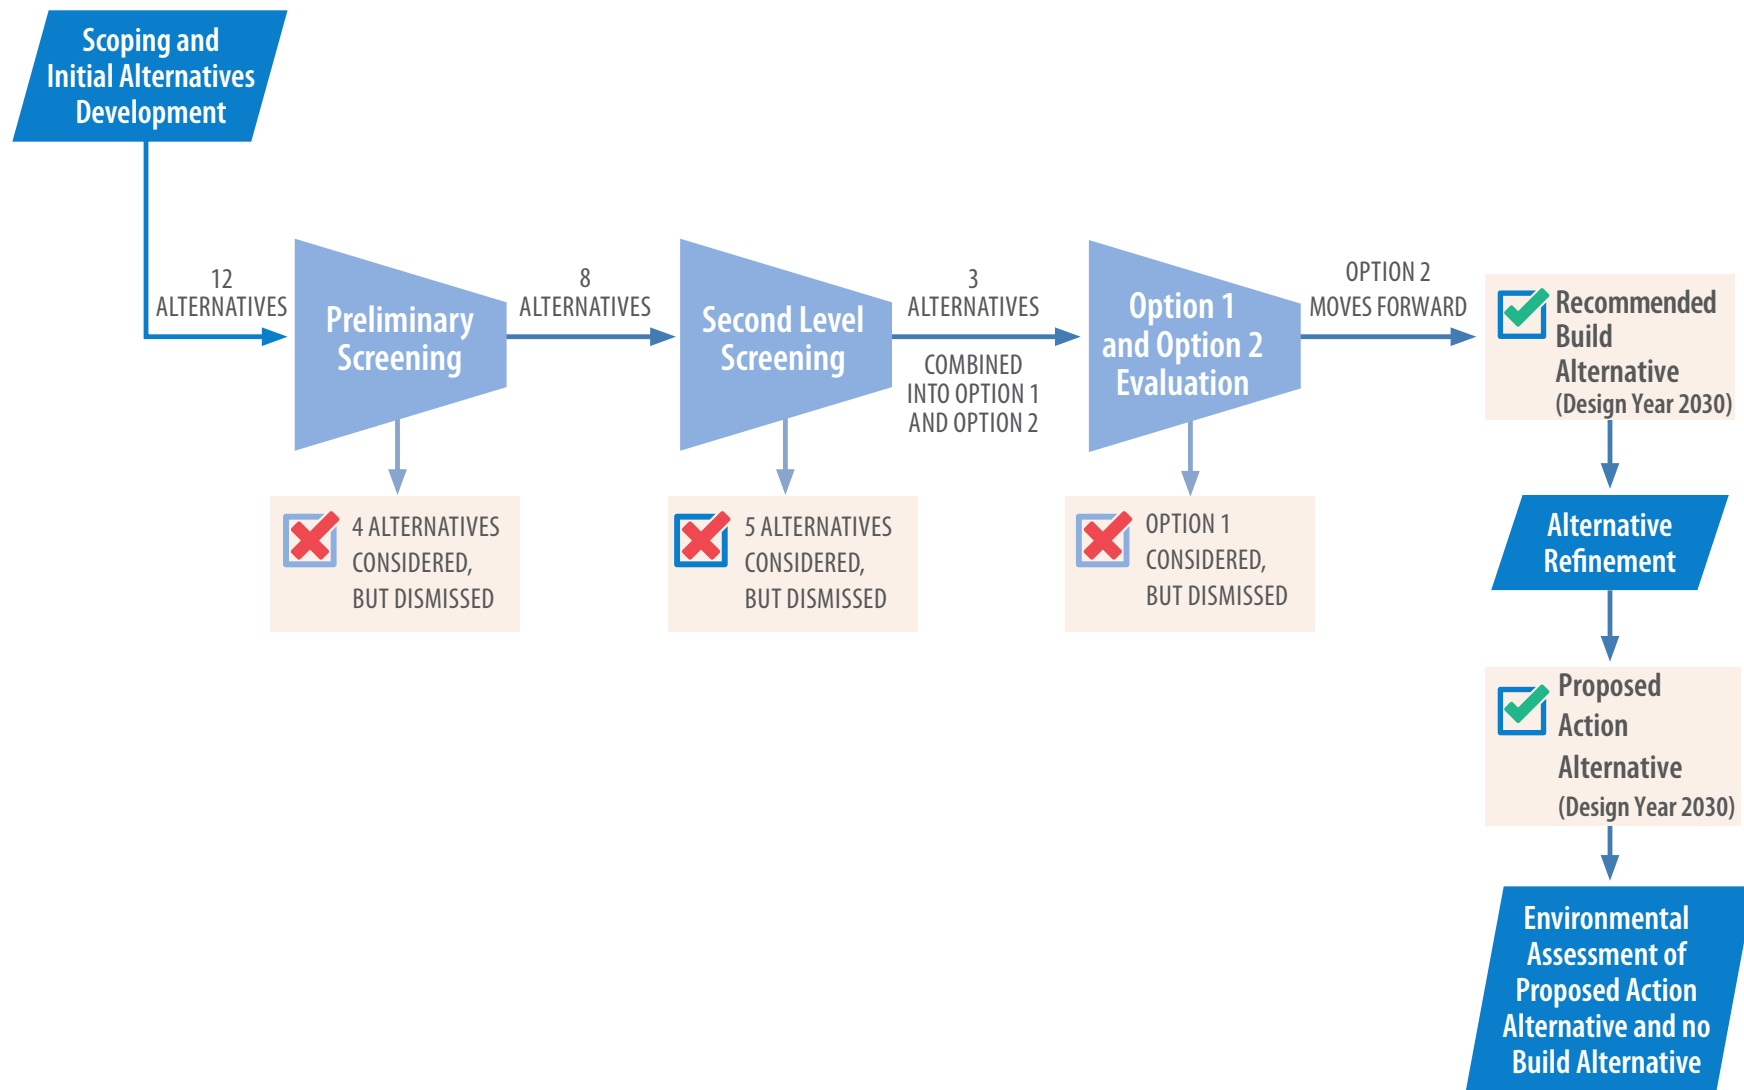 Scoping and
Initial Alternatives
Development
12
ALTERNATIVES
Preliminary
Screening
8
ALTERNATIVES
Second Level
Screening
3
ALTERNATIVES
COMBINED
INTO OPTION 1
AND OPTION 2
Option 1
and Option 2
Evaluation
OPTION 2
MOVES FORWARD
Recommended
Build
Alternative
(Design Year 2030)
4 ALTERNATIVES
CONSIDERED,
BUT DISMISSED
5 ALTERNATIVES
CONSIDERED,
BUT DISMISSED
OPTION 1
CONSIDERED,
BUT DISMISSED
Alternative
Refinement
Proposed
Action
Alternative
(Design Year 2030)
Environmental
Assessment of
Proposed Action
Alternative and no
Build Alternative